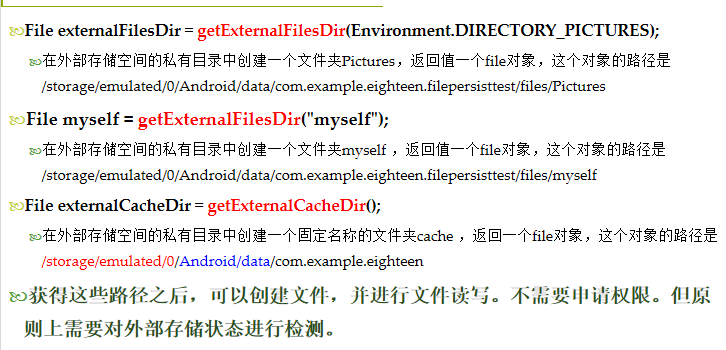 File externalFilesDir = getExternalFilesDir(Environment.DIRECTORY_PICTURES);
在外部存储空间的私有目录中创建一个文件夹Pictures，返回值一个file对象，这个对象的路径是
/storage/emulated/0/Android/data/com.example.eighteen.filepersisttest/files/Pictures
File myself = getExternalFilesDir("myself");
在外部存储空间的私有目录中创建一个文件夹myself ，返回值一个file对象，这个对象的路径是
/storage/emulated/0/Android/data/com.example.eighteen.filepersisttest/files/myself
File externalCacheDir = getExternalCacheDir();
在外部存储空间的私有目录中创建一个固定名称的文件夹cache ，返回一个file对象，这个对象的路径是
/storage/emulated/0/Android/data/com.example.eighteen
获得这些路径之后，可以创建文件，并进行文件读写。不需要申请权限。但原
则上需要对外部存储状态进行检测。